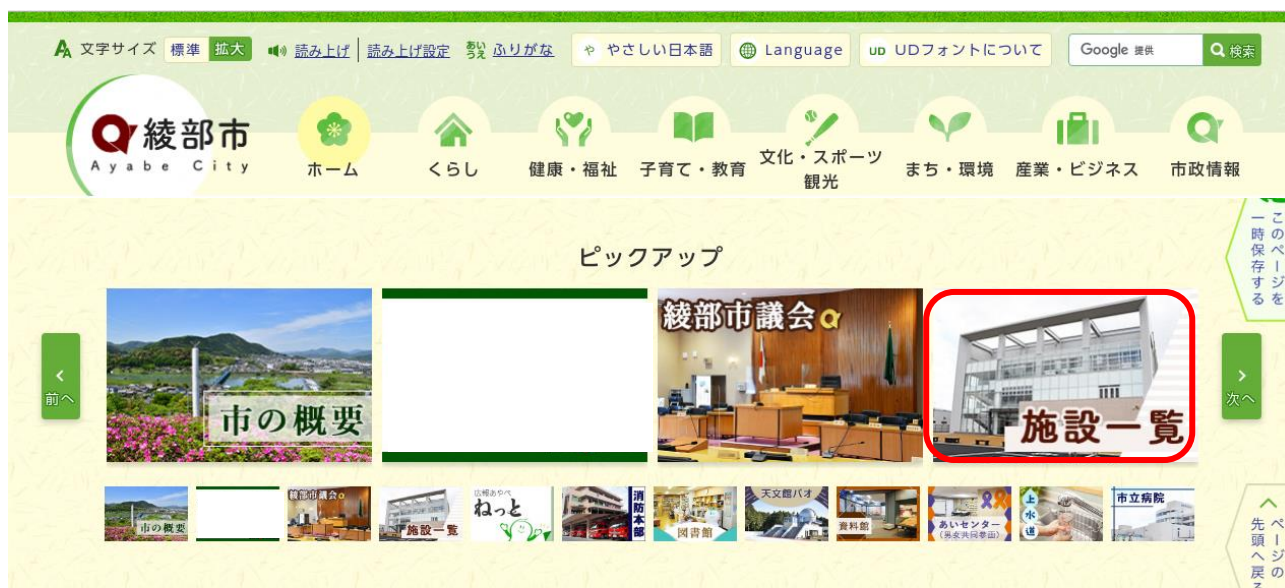 文字サイズ 標準 拡大 読み上げ 読み上げ設定 あいうえ ふりがな や やさしい日本語 Language UD UDフォントについて Google 提供 検索
綾部市
Ayabe City
ホーム
くらし
健康・福祉
子育て・教育
文化・スポーツ
観光
まち・環境
産業・ビジネス
市政情報
このページを
一時保存する
ピックアップ
前へ
市の概要
綾部市議会
施設一覧
次へ
市の概要
綾部市議会
施設一覧
広報あやべ
ねっと
消防本部
図書館
天文館パオ
資料館
あいセンター
(男女共同参画)
上水道
市立病院
ページの
先頭へ戻る